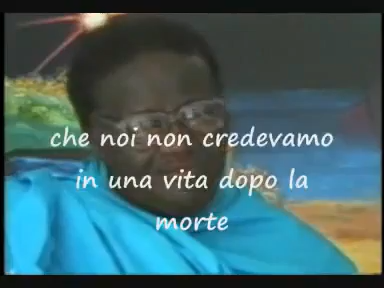 che noi non credevamo
in una vita dopo la
morte